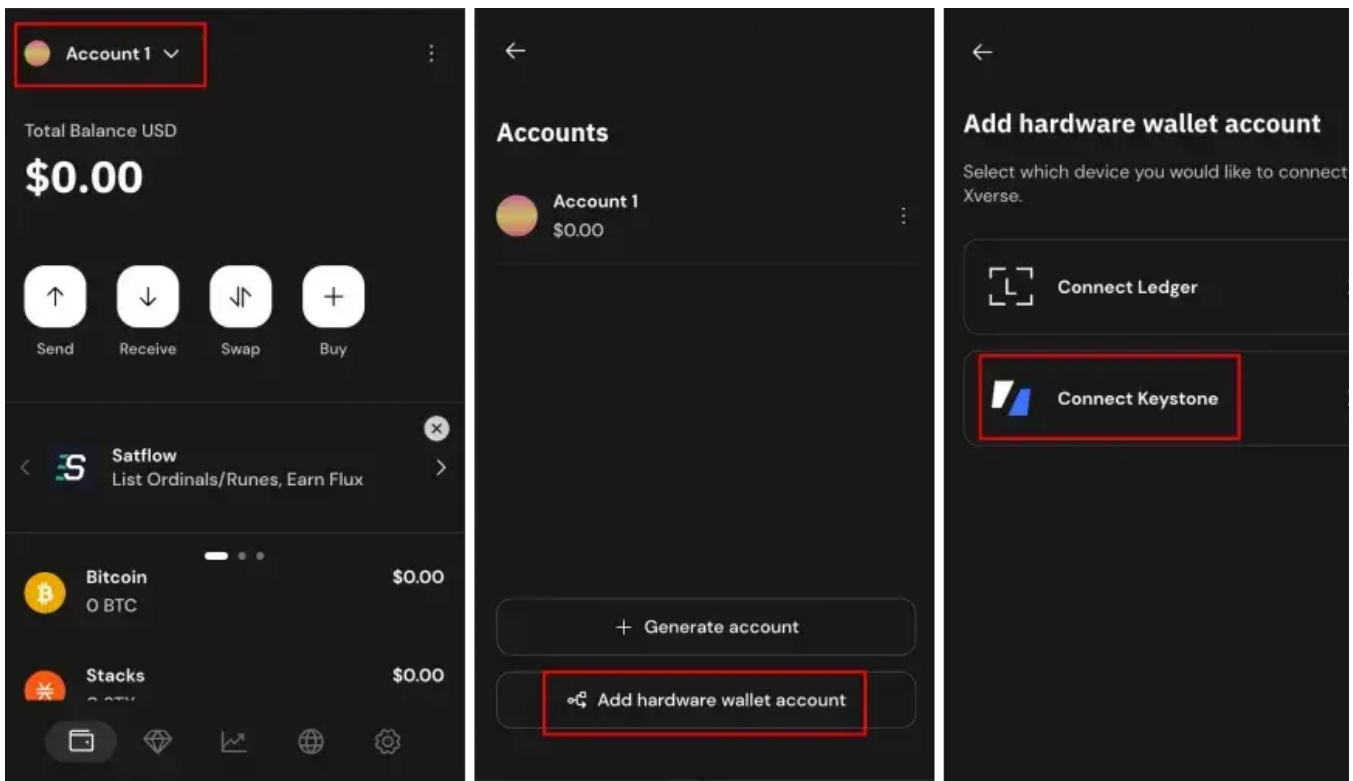 Account 1
Total Balance USD
$0.00
Send
Receive
Swap
Buy
Satflow
List Ordinals/Runes, Earn Flux
Bitcoin
$0.00
0 BTC
Stacks
$0.00
Accounts
Account 1
$0.00
+ Generate account
Add hardware wallet account
Add hardware wallet account
Select which device you would like to connect
Xverse.
L
Connect Ledger
Connect Keystone